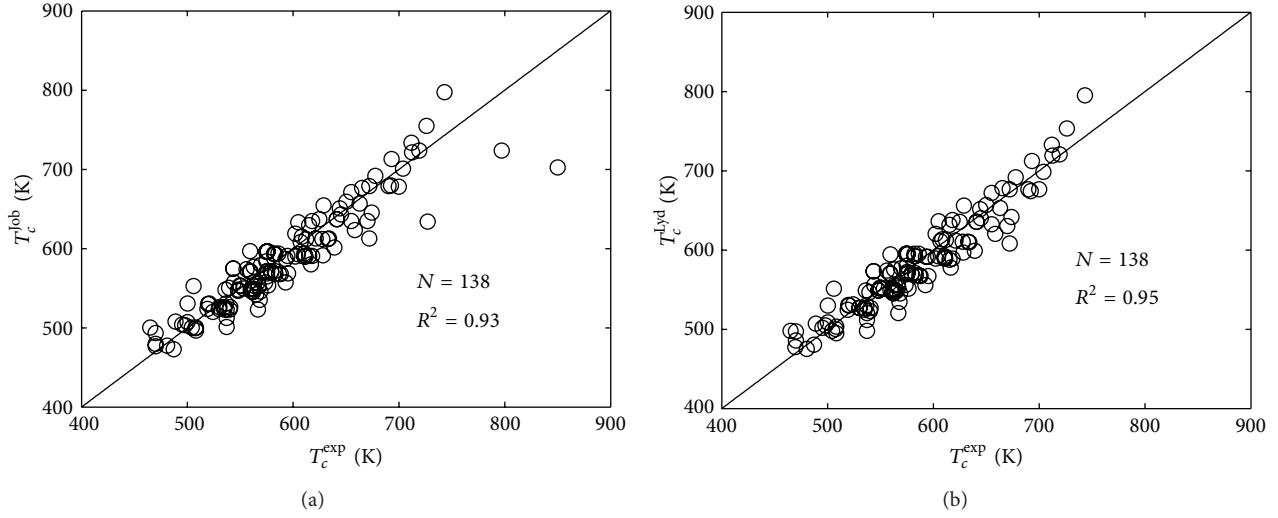 900
800
700
600
500
400
T_c^Job (K)
N = 138
R² = 0.93
400 500 600 700 800 900
T_c^exp (K)
(a)
900
800
700
600
500
400
T_c^Lyd (K)
N = 138
R² = 0.95
400 500 600 700 800 900
T_c^exp (K)
(b)